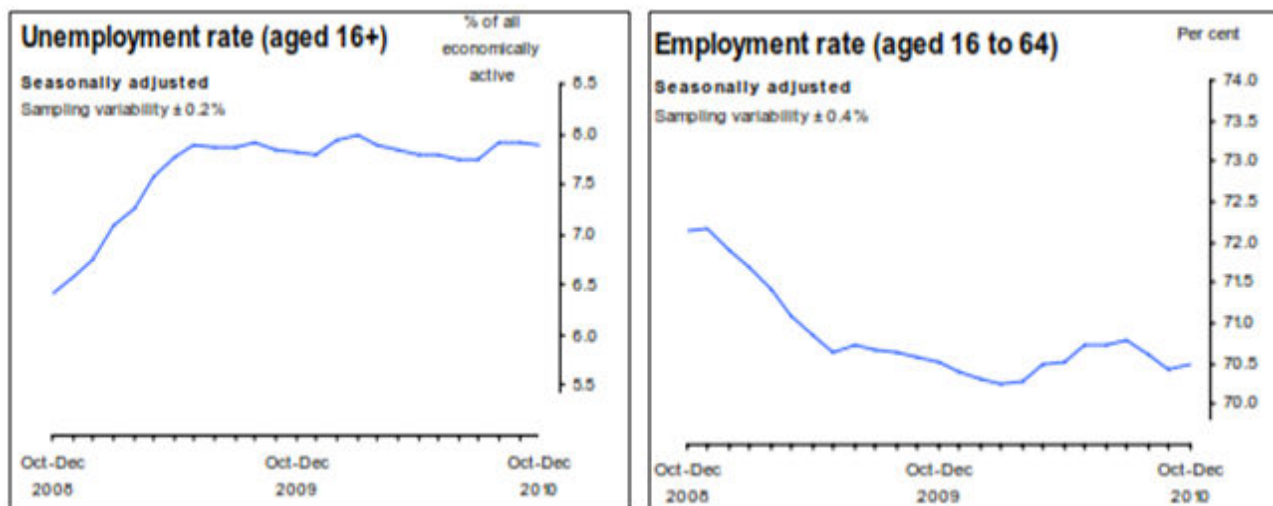 Unemployment rate (aged 16+)
% of all
economically
active
Seasonally adjusted
Sampling variability ± 0.2%
8.5
8.0
7.5
7.0
6.5
6.0
5.5
Oct-Dec
2008
Oct-Dec
2009
Oct-Dec
2010
Employment rate (aged 16 to 64)
Per cent
Seasonally adjusted
Sampling variability ± 0.4%
74.0
73.5
73.0
72.5
72.0
71.5
71.0
70.5
70.0
Oct-Dec
2008
Oct-Dec
2009
Oct-Dec
2010